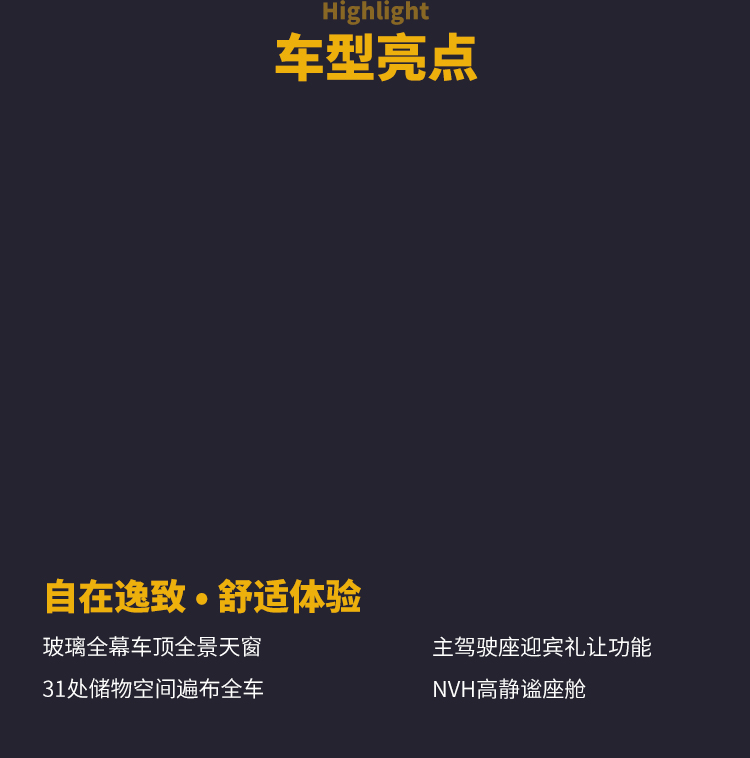 Highlight
车型亮点
自在逸致·舒适体验
玻璃全幕车顶全景天窗
主驾驶座迎宾礼让功能
31处储物空间遍布全车
NVH高静谧座舱